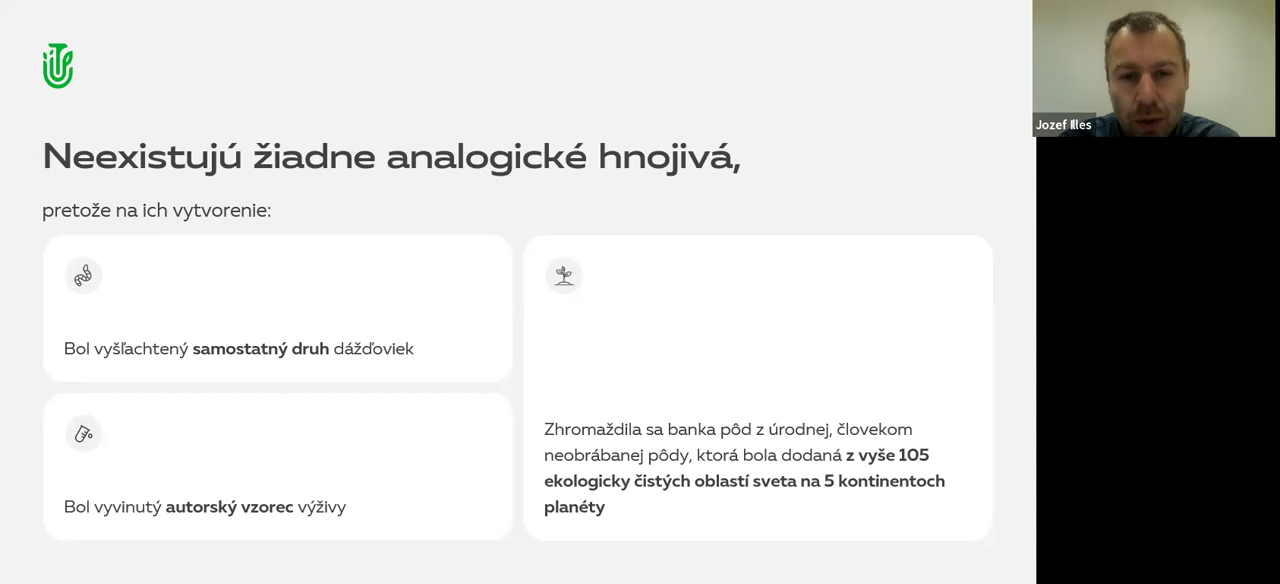 Neexistujú žiadne analogické hnojivá,
pretože na ich vytvorenie:
Bol vyšľachtený samostatný druh dážďoviek
Bol vyvinutý autorský vzorec výživy
Zhromaždila sa banka pôd z úrodnej, človekom
neobrábanej pôdy, ktorá bola dodaná z vyše 105
ekologicky čistých oblastí sveta na 5 kontinentoch
planéty
Jozef Illes